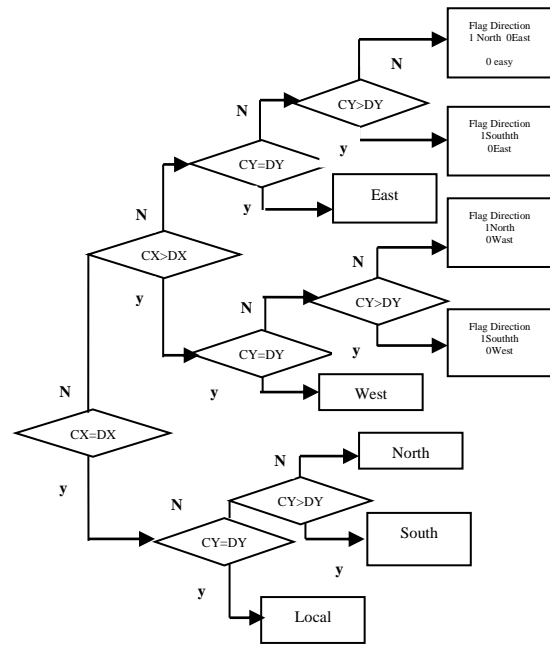 Flag Direction
1 North 0East
0 easy
N
CY>DY
N
Flag Direction
1Southth
0East
y
CY=DY
East
y
N
Flag Direction
1North
0Wast
CX>DX
N
y
N
CY>DY
Flag Direction
1Southth
0West
CY=DY
y
N
y
West
CX=DX
North
N
y
N
CY>DY
South
CY=DY
y
y
Local